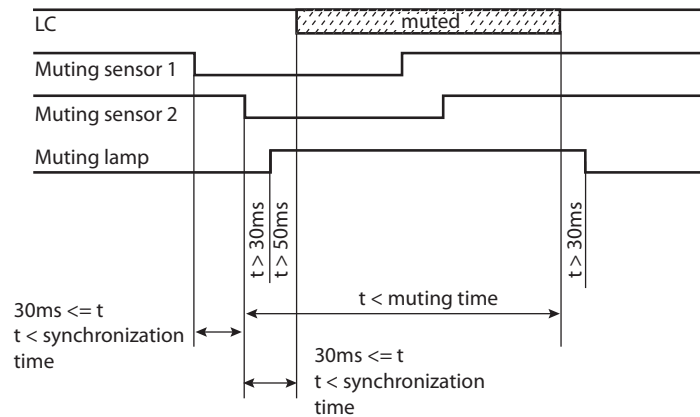 LC
muted
Muting sensor 1
Muting sensor 2
Muting lamp
t > 30ms
t > 50ms
t > 30ms
t < muting time
30ms <= t
t < synchronization
time
30ms <= t
t < synchronization
time